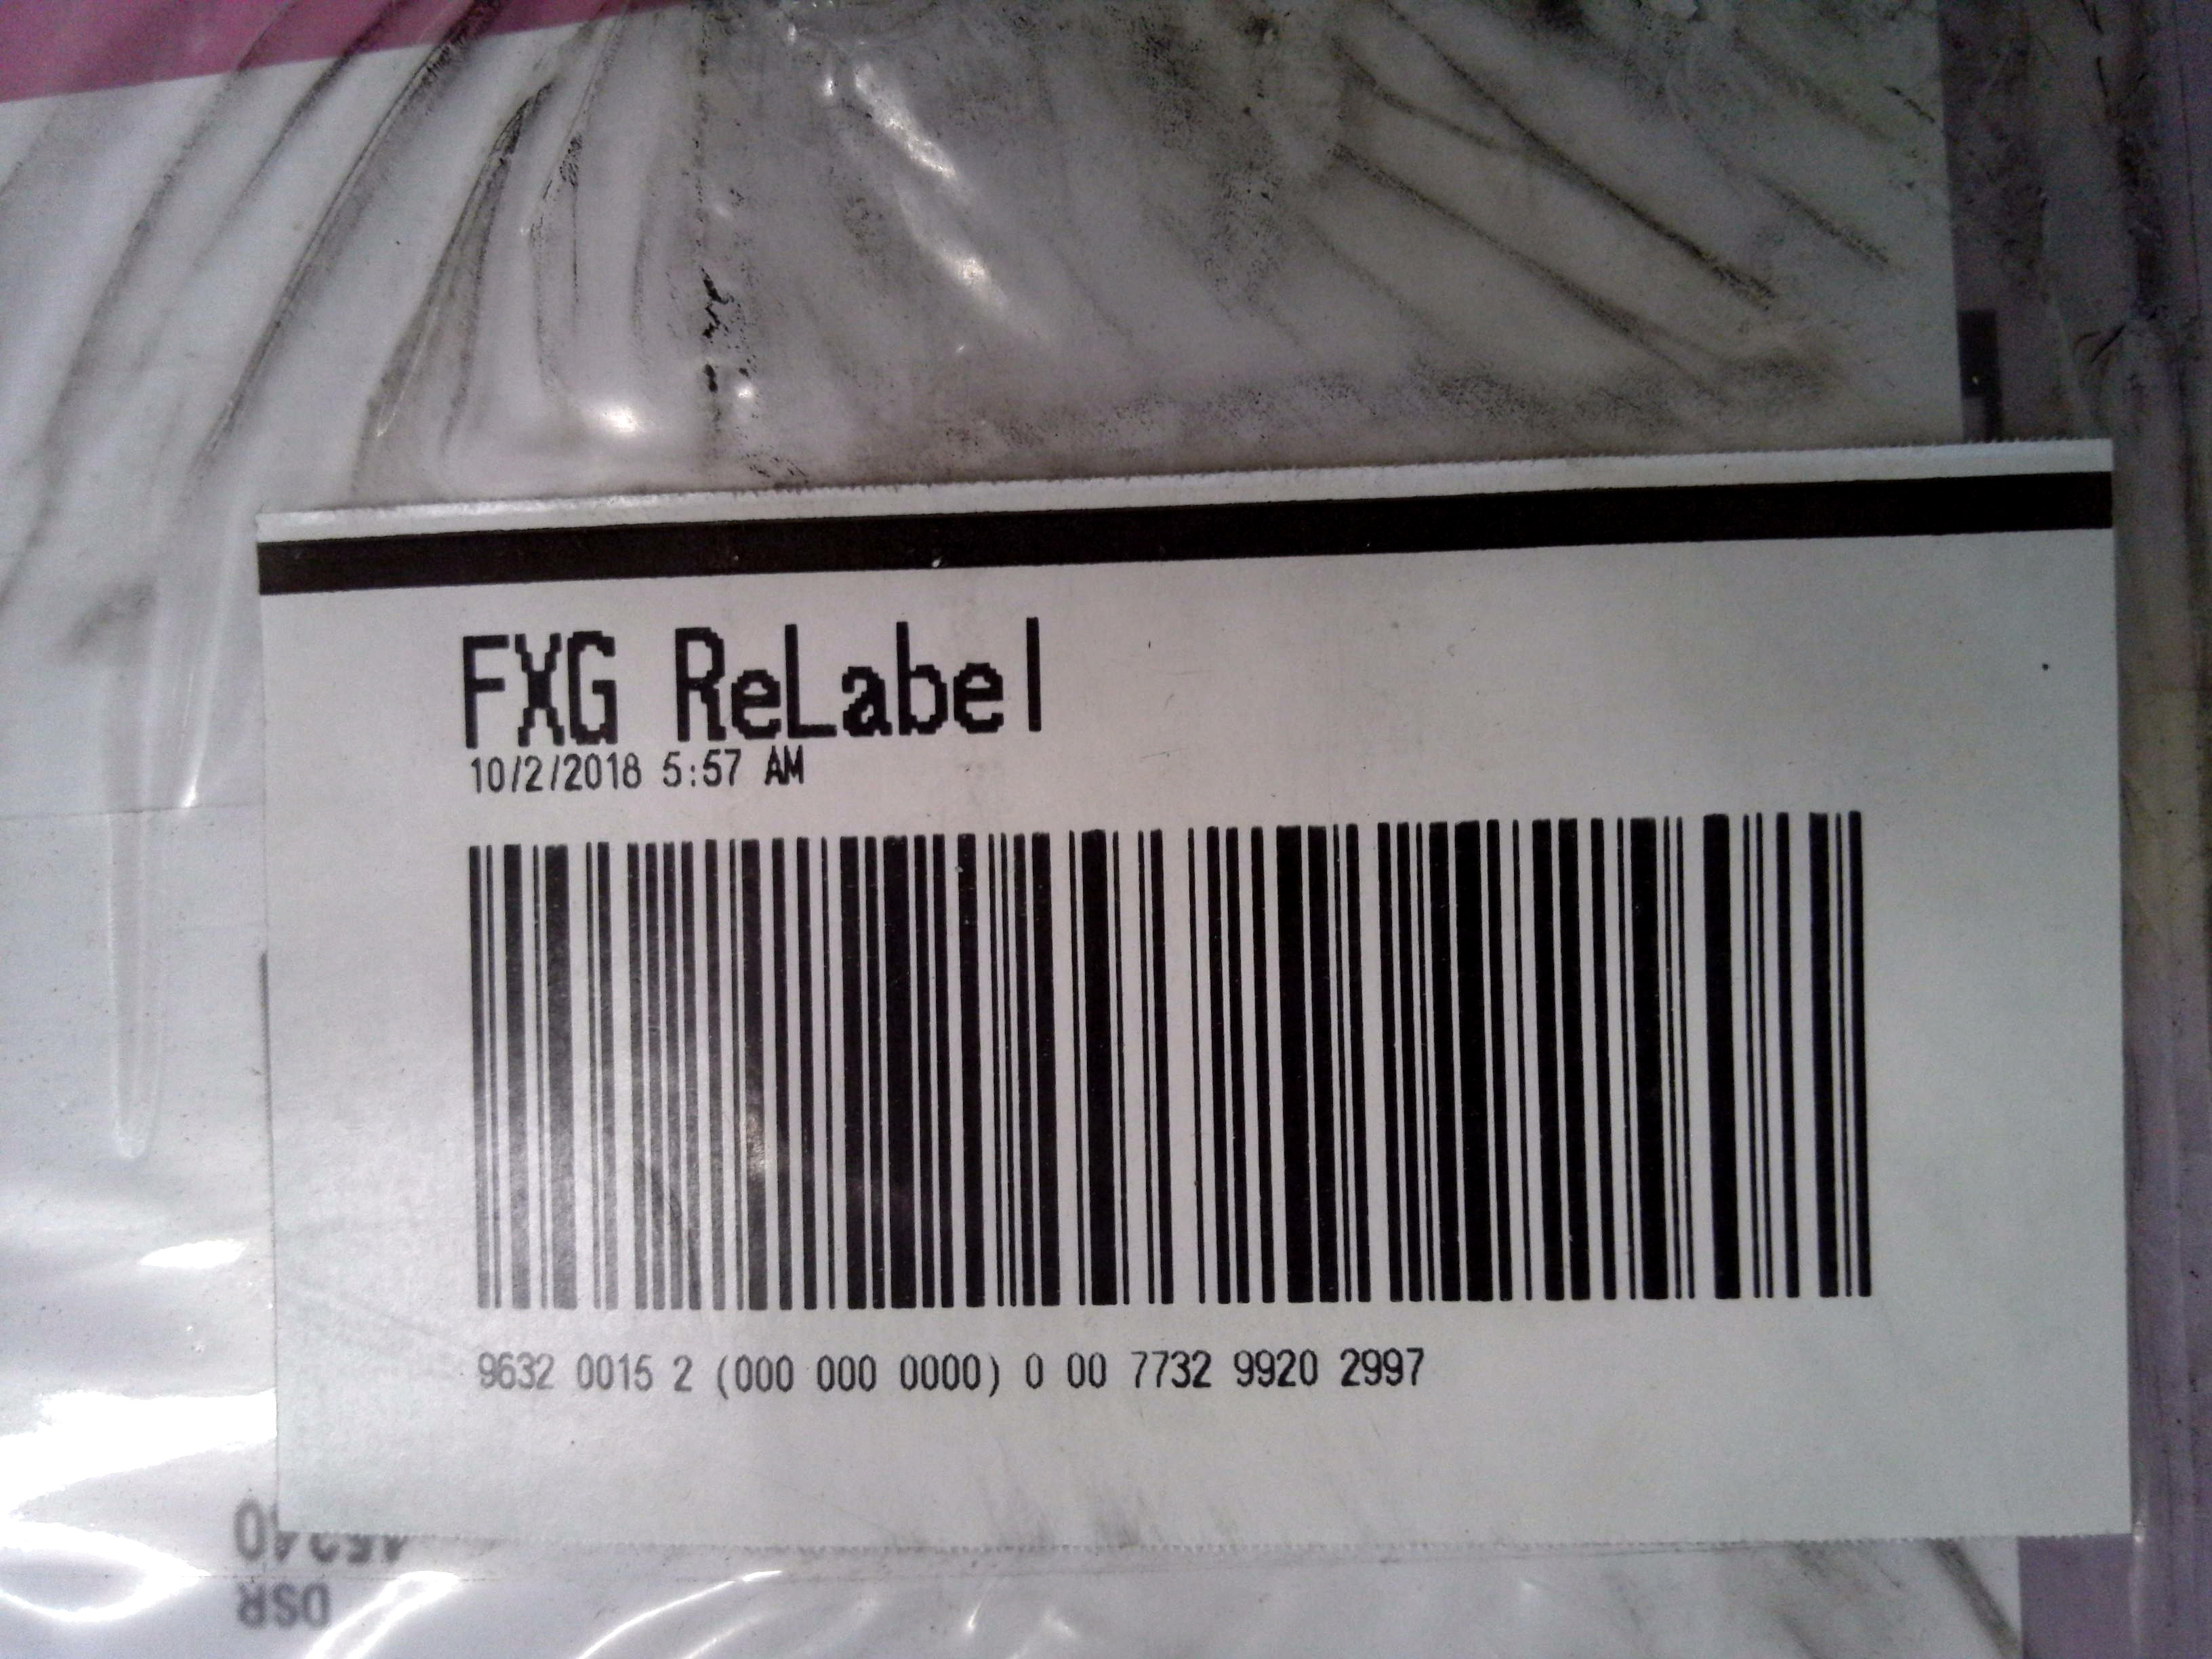 FXG ReLabel
10/2/2018 5:57 AM
9632 0015 2 (000 000 0000) 0 00 7732 9920 2997
DSR